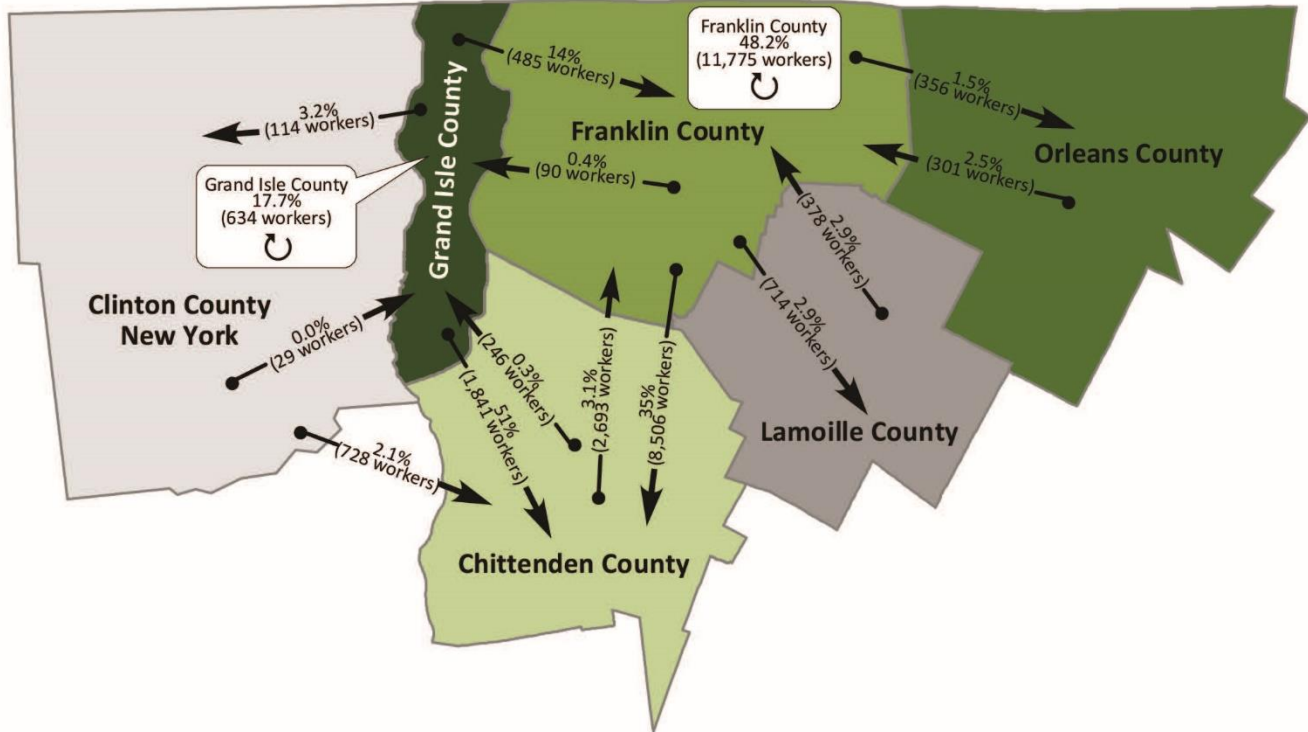 Franklin County
48.2%
(11,775 workers)
14%
(485 workers)
1.5%
(356 workers)
3.2%
(114 workers)
Grand Isle County
Franklin County
0.4%
(90 workers)
2.5%
(301 workers)
Orleans County
Grand Isle County
17.7%
(634 workers)
2.9%
(378 workers)
2.9%
(714 workers)
Clinton County
New York
0.0%
(29 workers)
0.3%
(246 workers)
51%
(1,841 workers)
3.1%
(2,693 workers)
35%
(8,506 workers)
Lamoille County
2.1%
(728 workers)
Chittenden County